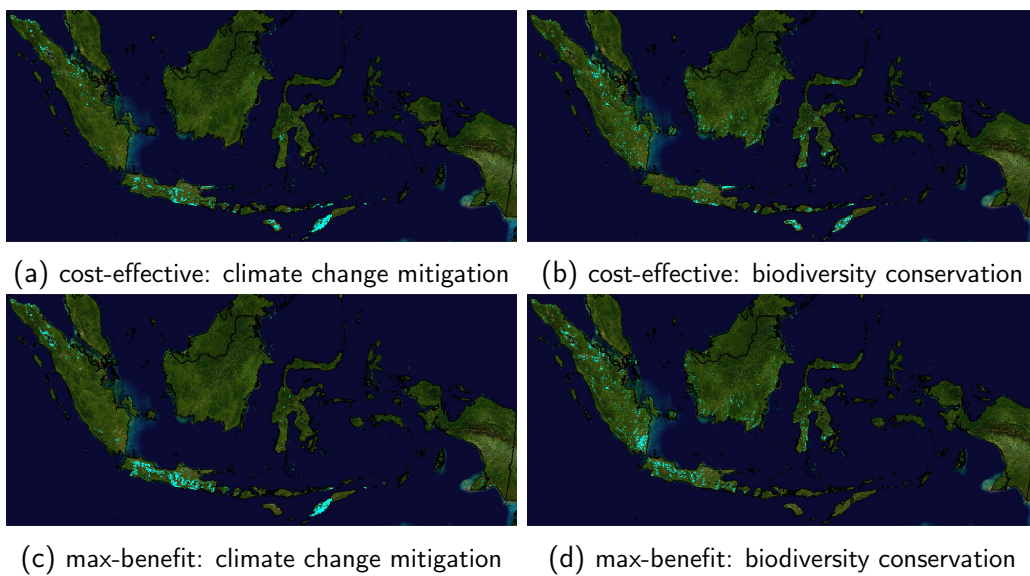 (a) cost-effective: climate change mitigation
(b) cost-effective: biodiversity conservation
(c) max-benefit: climate change mitigation
(d) max-benefit: biodiversity conservation